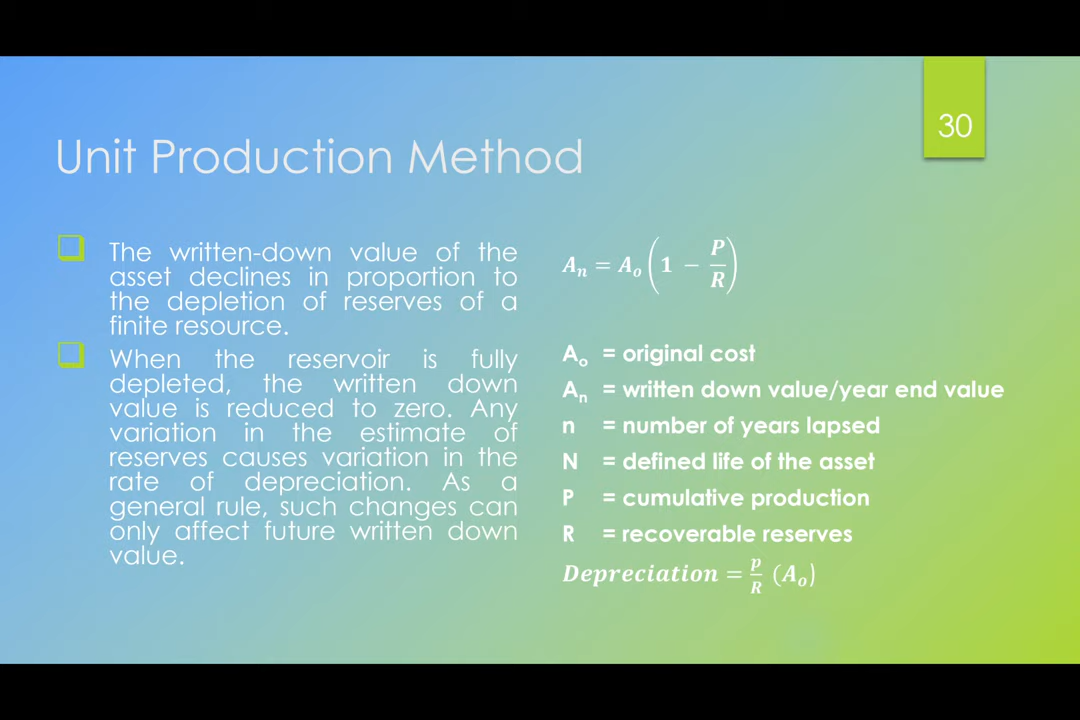 30
Unit Production Method
The written-down value of the
asset declines in proportion to
the depletion of reserves of a
finite resource.
When the reservoir is fully
depleted, the written down
value is reduced to zero. Any
variation in the estimate of
reserves causes variation in the
rate of depreciation. As a
general rule, such changes can
only affect future written down
value.
Aₙ = Aₒ (1 − P/R)
Aₒ = original cost
Aₙ = written down value/year end value
n = number of years lapsed
N = defined life of the asset
P = cumulative production
R = recoverable reserves
Depreciation = p/R (Aₒ)